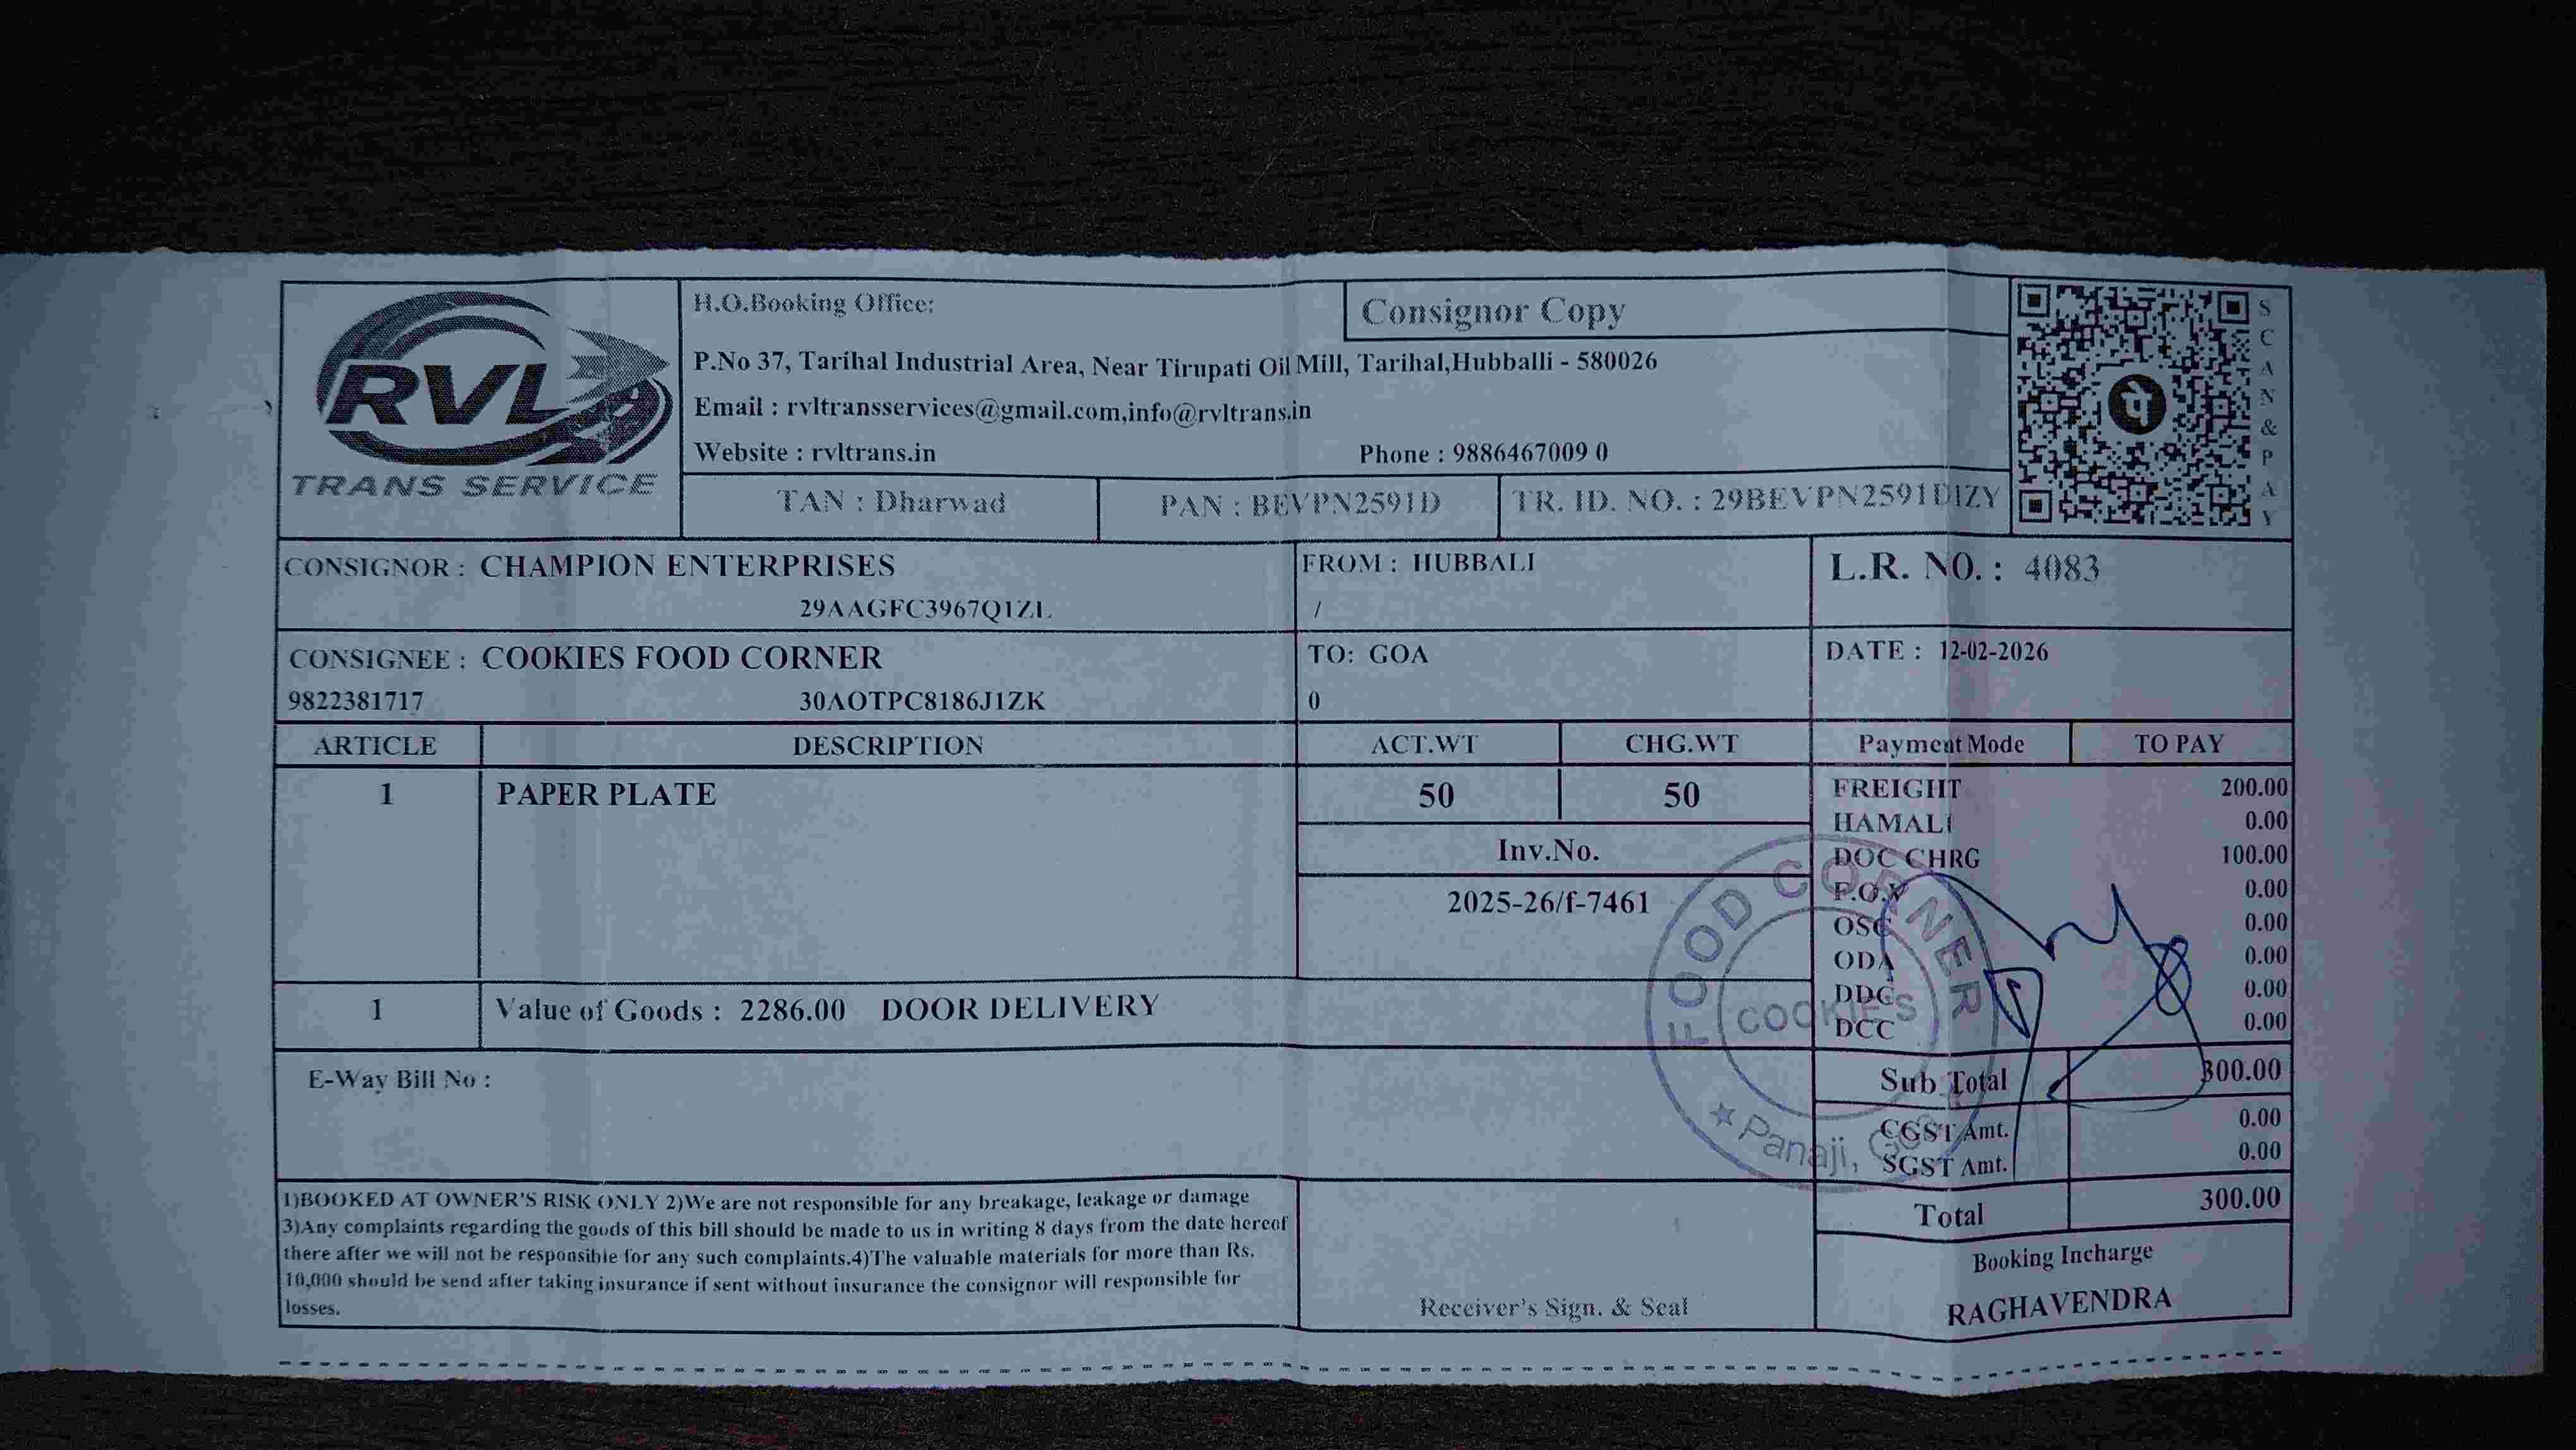 RVL
TRANS SERVICE
H.O.Booking Office:
Consignor Copy
P.No 37, Tarihal Industrial Area, Near Tirupati Oil Mill, Tarihal,Hubballi - 580026
Email : rvltransservices@gmail.com,info@rvltrans.in
Website : rvltrans.in Phone : 9886467009 0
TAN : Dharwad PAN : BEVPN2591D TR. ID. NO. : 29BEVPN2591D1ZY
पे
SCAN & PAY
CONSIGNOR : CHAMPION ENTERPRISES FROM : HUBBALI L.R. NO. : 4083
29AAGFC3967Q1ZL /
CONSIGNEE : COOKIES FOOD CORNER TO: GOA DATE : 12-02-2026
9822381717 30AOTPC8186J1ZK 0
ARTICLE DESCRIPTION ACT.WT CHG.WT Payment Mode TO PAY
1 PAPER PLATE 50 50 FREIGHT 200.00
HAMALI 0.00
Inv.No. DOC CHRG 100.00
2025-26/f-7461 F.O.V 0.00
OSC 0.00
ODA 0.00
DDC 0.00
1 Value of Goods : 2286.00 DOOR DELIVERY DCC 0.00
E-Way Bill No : Sub Total 300.00
CGST Amt. 0.00
SGST Amt. 0.00
Total 300.00
FOOD CORNER
COOKIES
★ Panaji,
1)BOOKED AT OWNER'S RISK ONLY 2)We are not responsible for any breakage, leakage or damage
3)Any complaints regarding the goods of this bill should be made to us in writing 8 days from the date hereof
there after we will not be responsible for any such complaints.4)The valuable materials for more than Rs.
10,000 should be send after taking insurance if sent without insurance the consignor will responsible for
losses.
Receiver's Sign. & Seal
Booking Incharge
RAGHAVENDRA